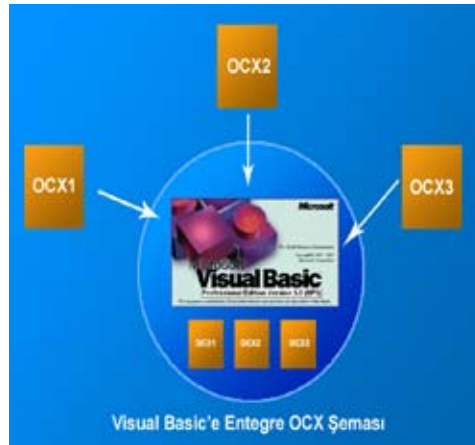 OCX2
OCX1
OCX3
Microsoft
Visual Basic
OCX1 OCX2 OCX3
Visual Basic'e Entegre OCX Şeması